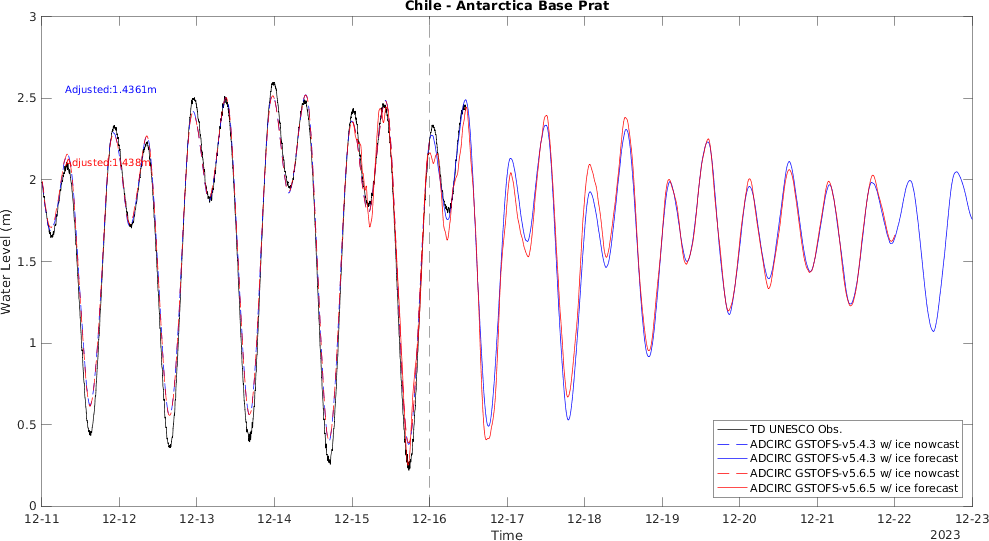 Chile - Antarctica Base Prat
3
2.5
2
1.5
1
0.5
0
Water Level (m)
Adjusted:1.4361m
Adjusted:1.438m
TD UNESCO Obs.
ADCIRC GSTOFS-v5.4.3 w/ ice nowcast
ADCIRC GSTOFS-v5.4.3 w/ ice forecast
ADCIRC GSTOFS-v5.6.5 w/ ice nowcast
ADCIRC GSTOFS-v5.6.5 w/ ice forecast
12-11 12-12 12-13 12-14 12-15 12-16 12-17 12-18 12-19 12-20 12-21 12-22 12-23
Time
2023